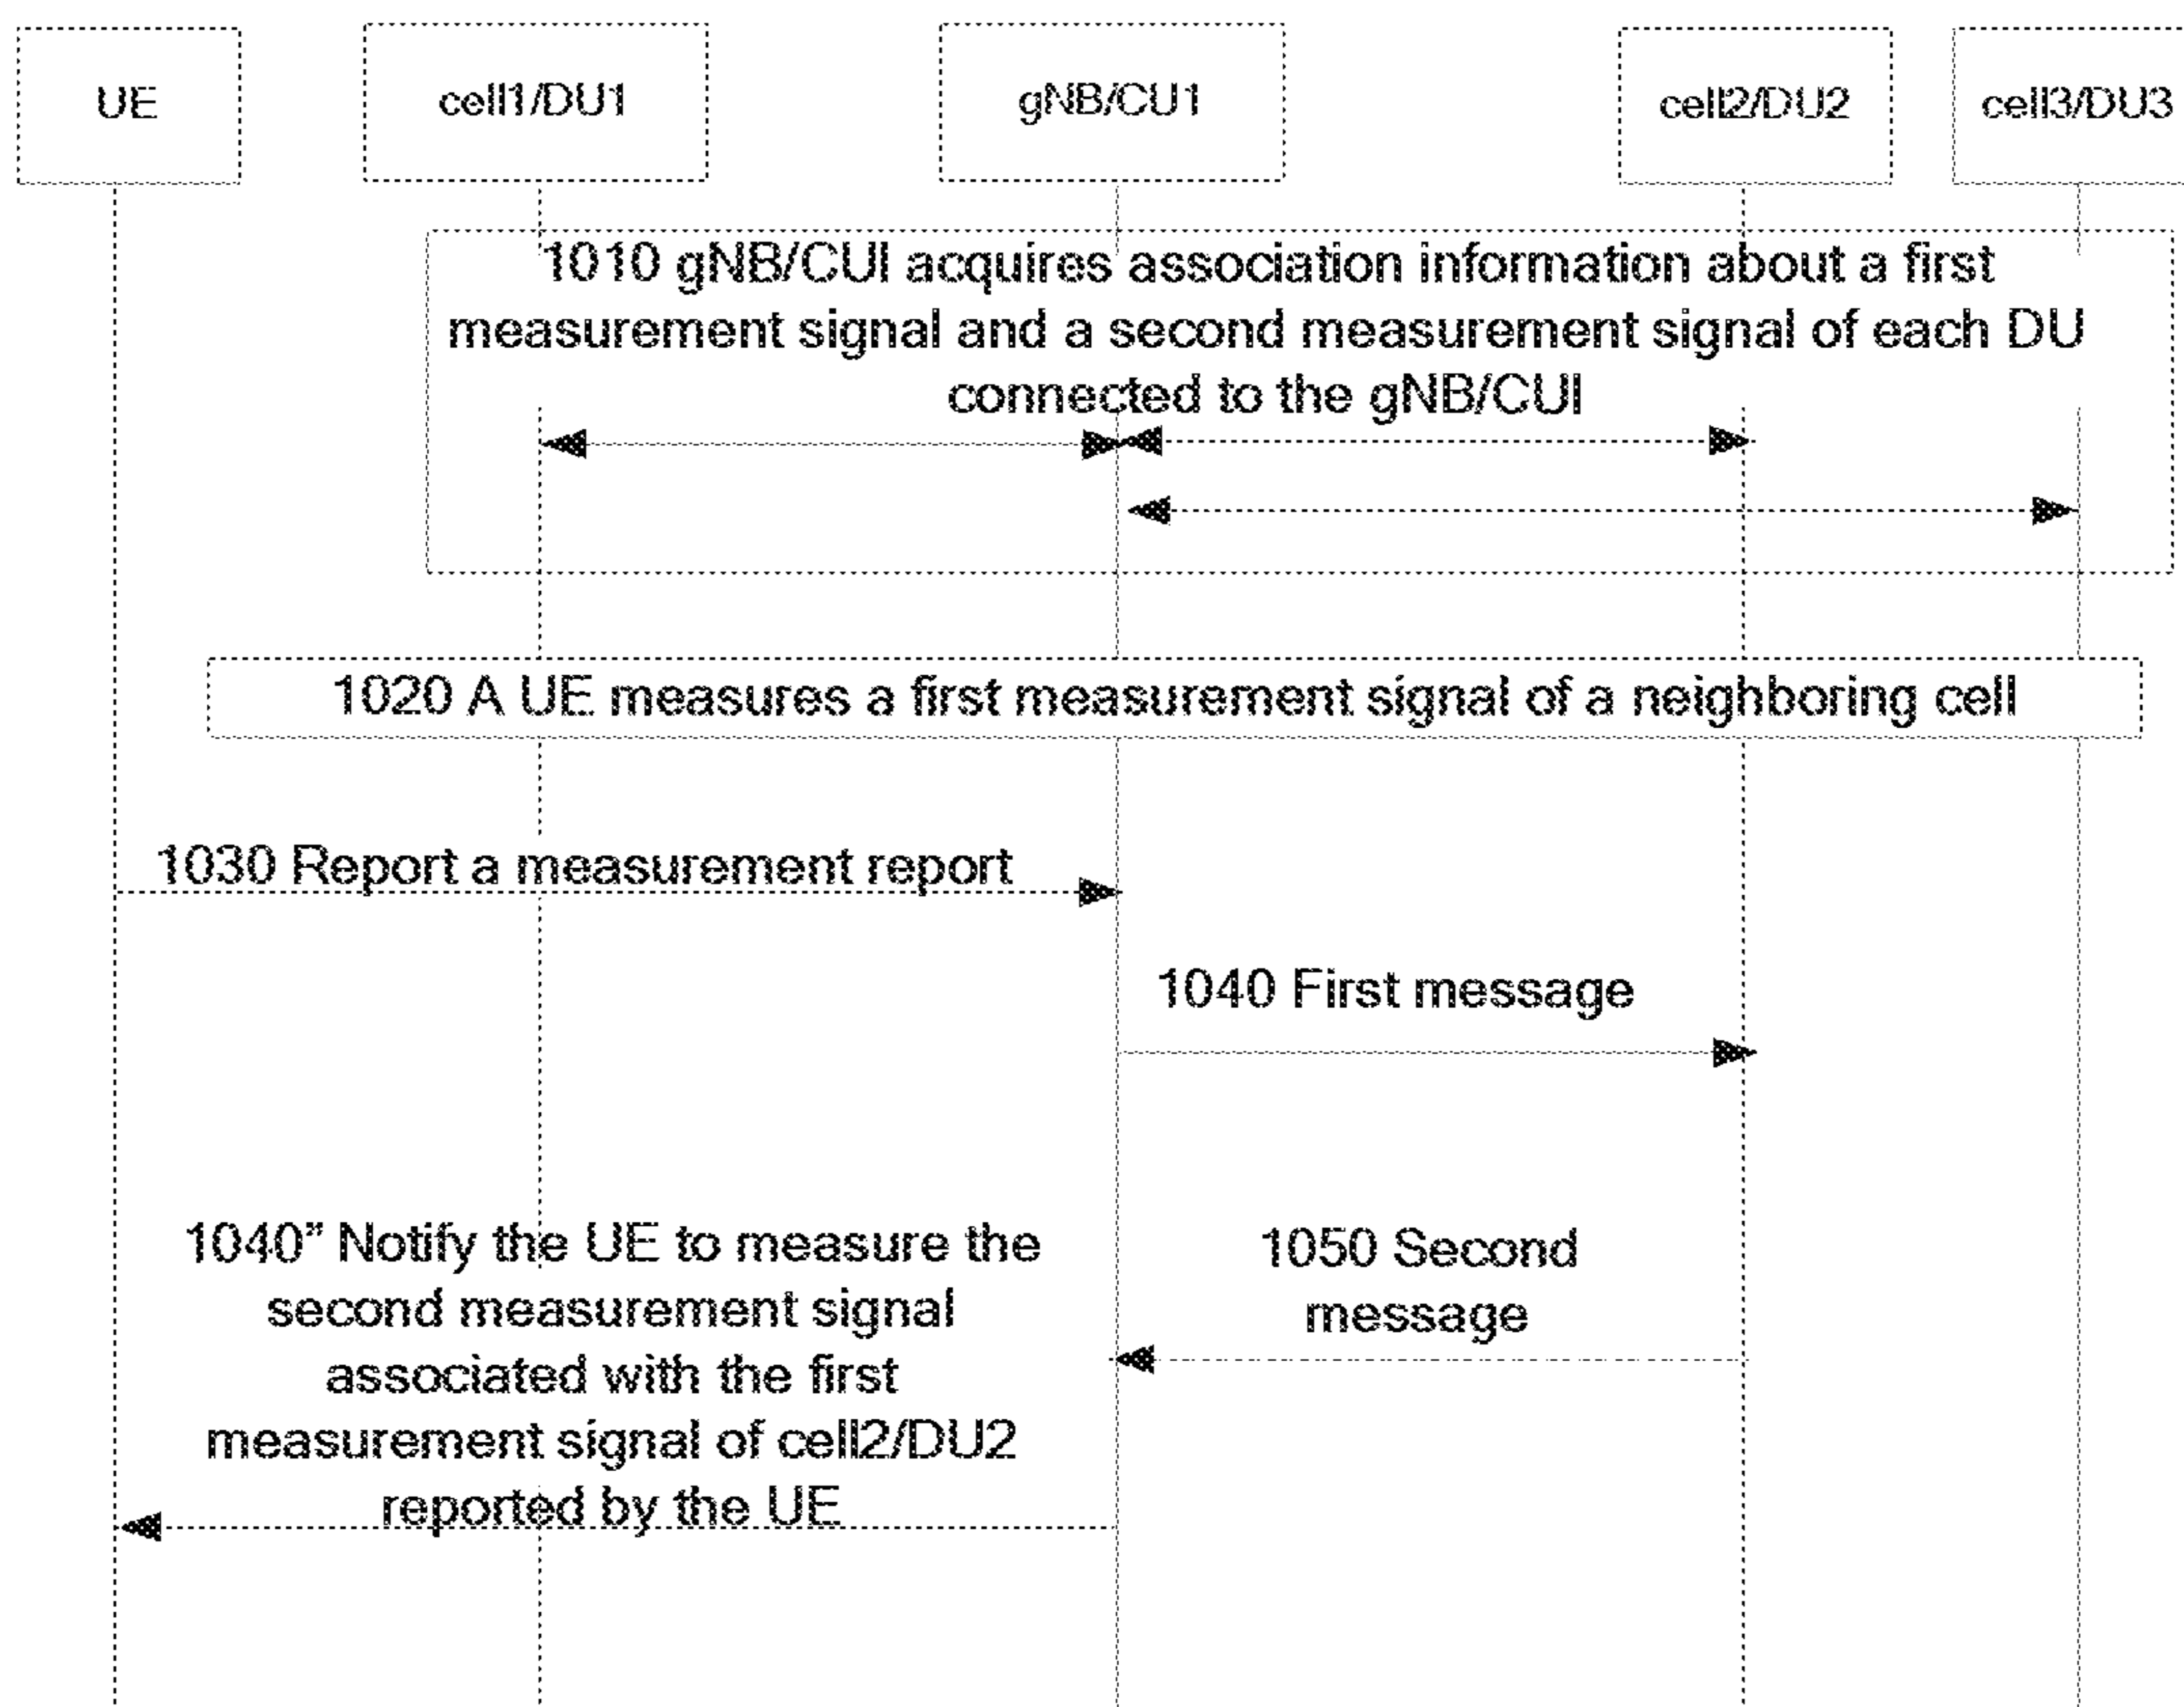 UE
cell1/DU1
gNB/CU1
cell2/DU2
cell3/DU3
1010 gNB/CUI acquires association information about a first
measurement signal and a second measurement signal of each DU
connected to the gNB/CUI
1020 A UE measures a first measurement signal of a neighboring cell
1030 Report a measurement report
1040 First message
1040” Notify the UE to measure the
second measurement signal
associated with the first
measurement signal of cell2/DU2
reported by the UE
1050 Second
message